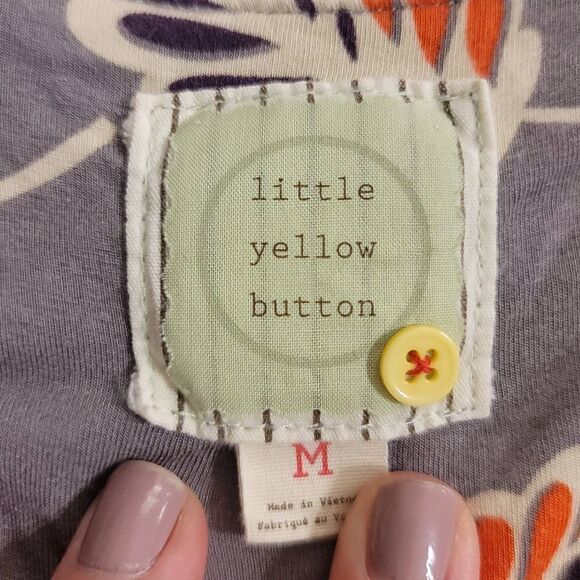 little
yellow
button
M
Made in
Fabriqué au